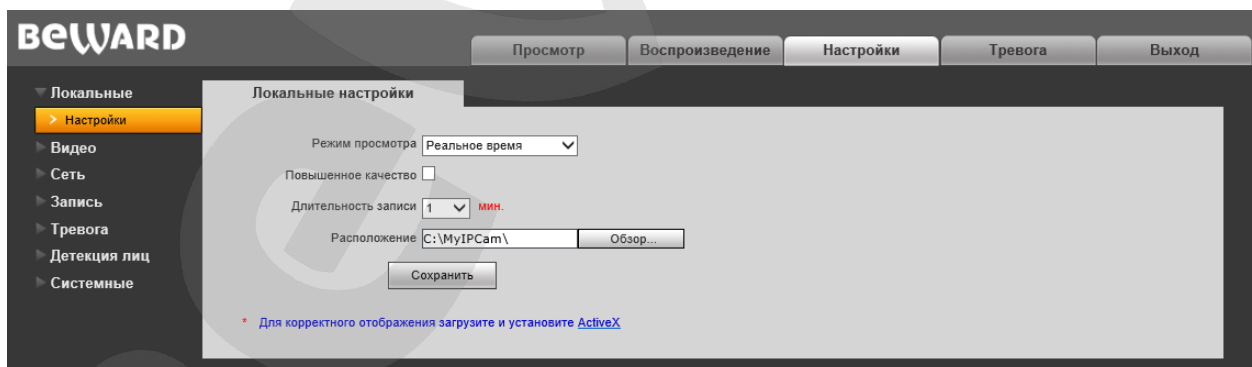 BEWARD
Просмотр Воспроизведение Настройки Тревога Выход
Локальные
> Настройки
Видео
Сеть
Запись
Тревога
Детекция лиц
Системные
Локальные настройки
Режим просмотра Реальное время
Повышенное качество
Длительность записи 1 мин.
Расположение C:\MyIPCam\ Обзор...
Сохранить
* Для корректного отображения загрузите и установите ActiveX